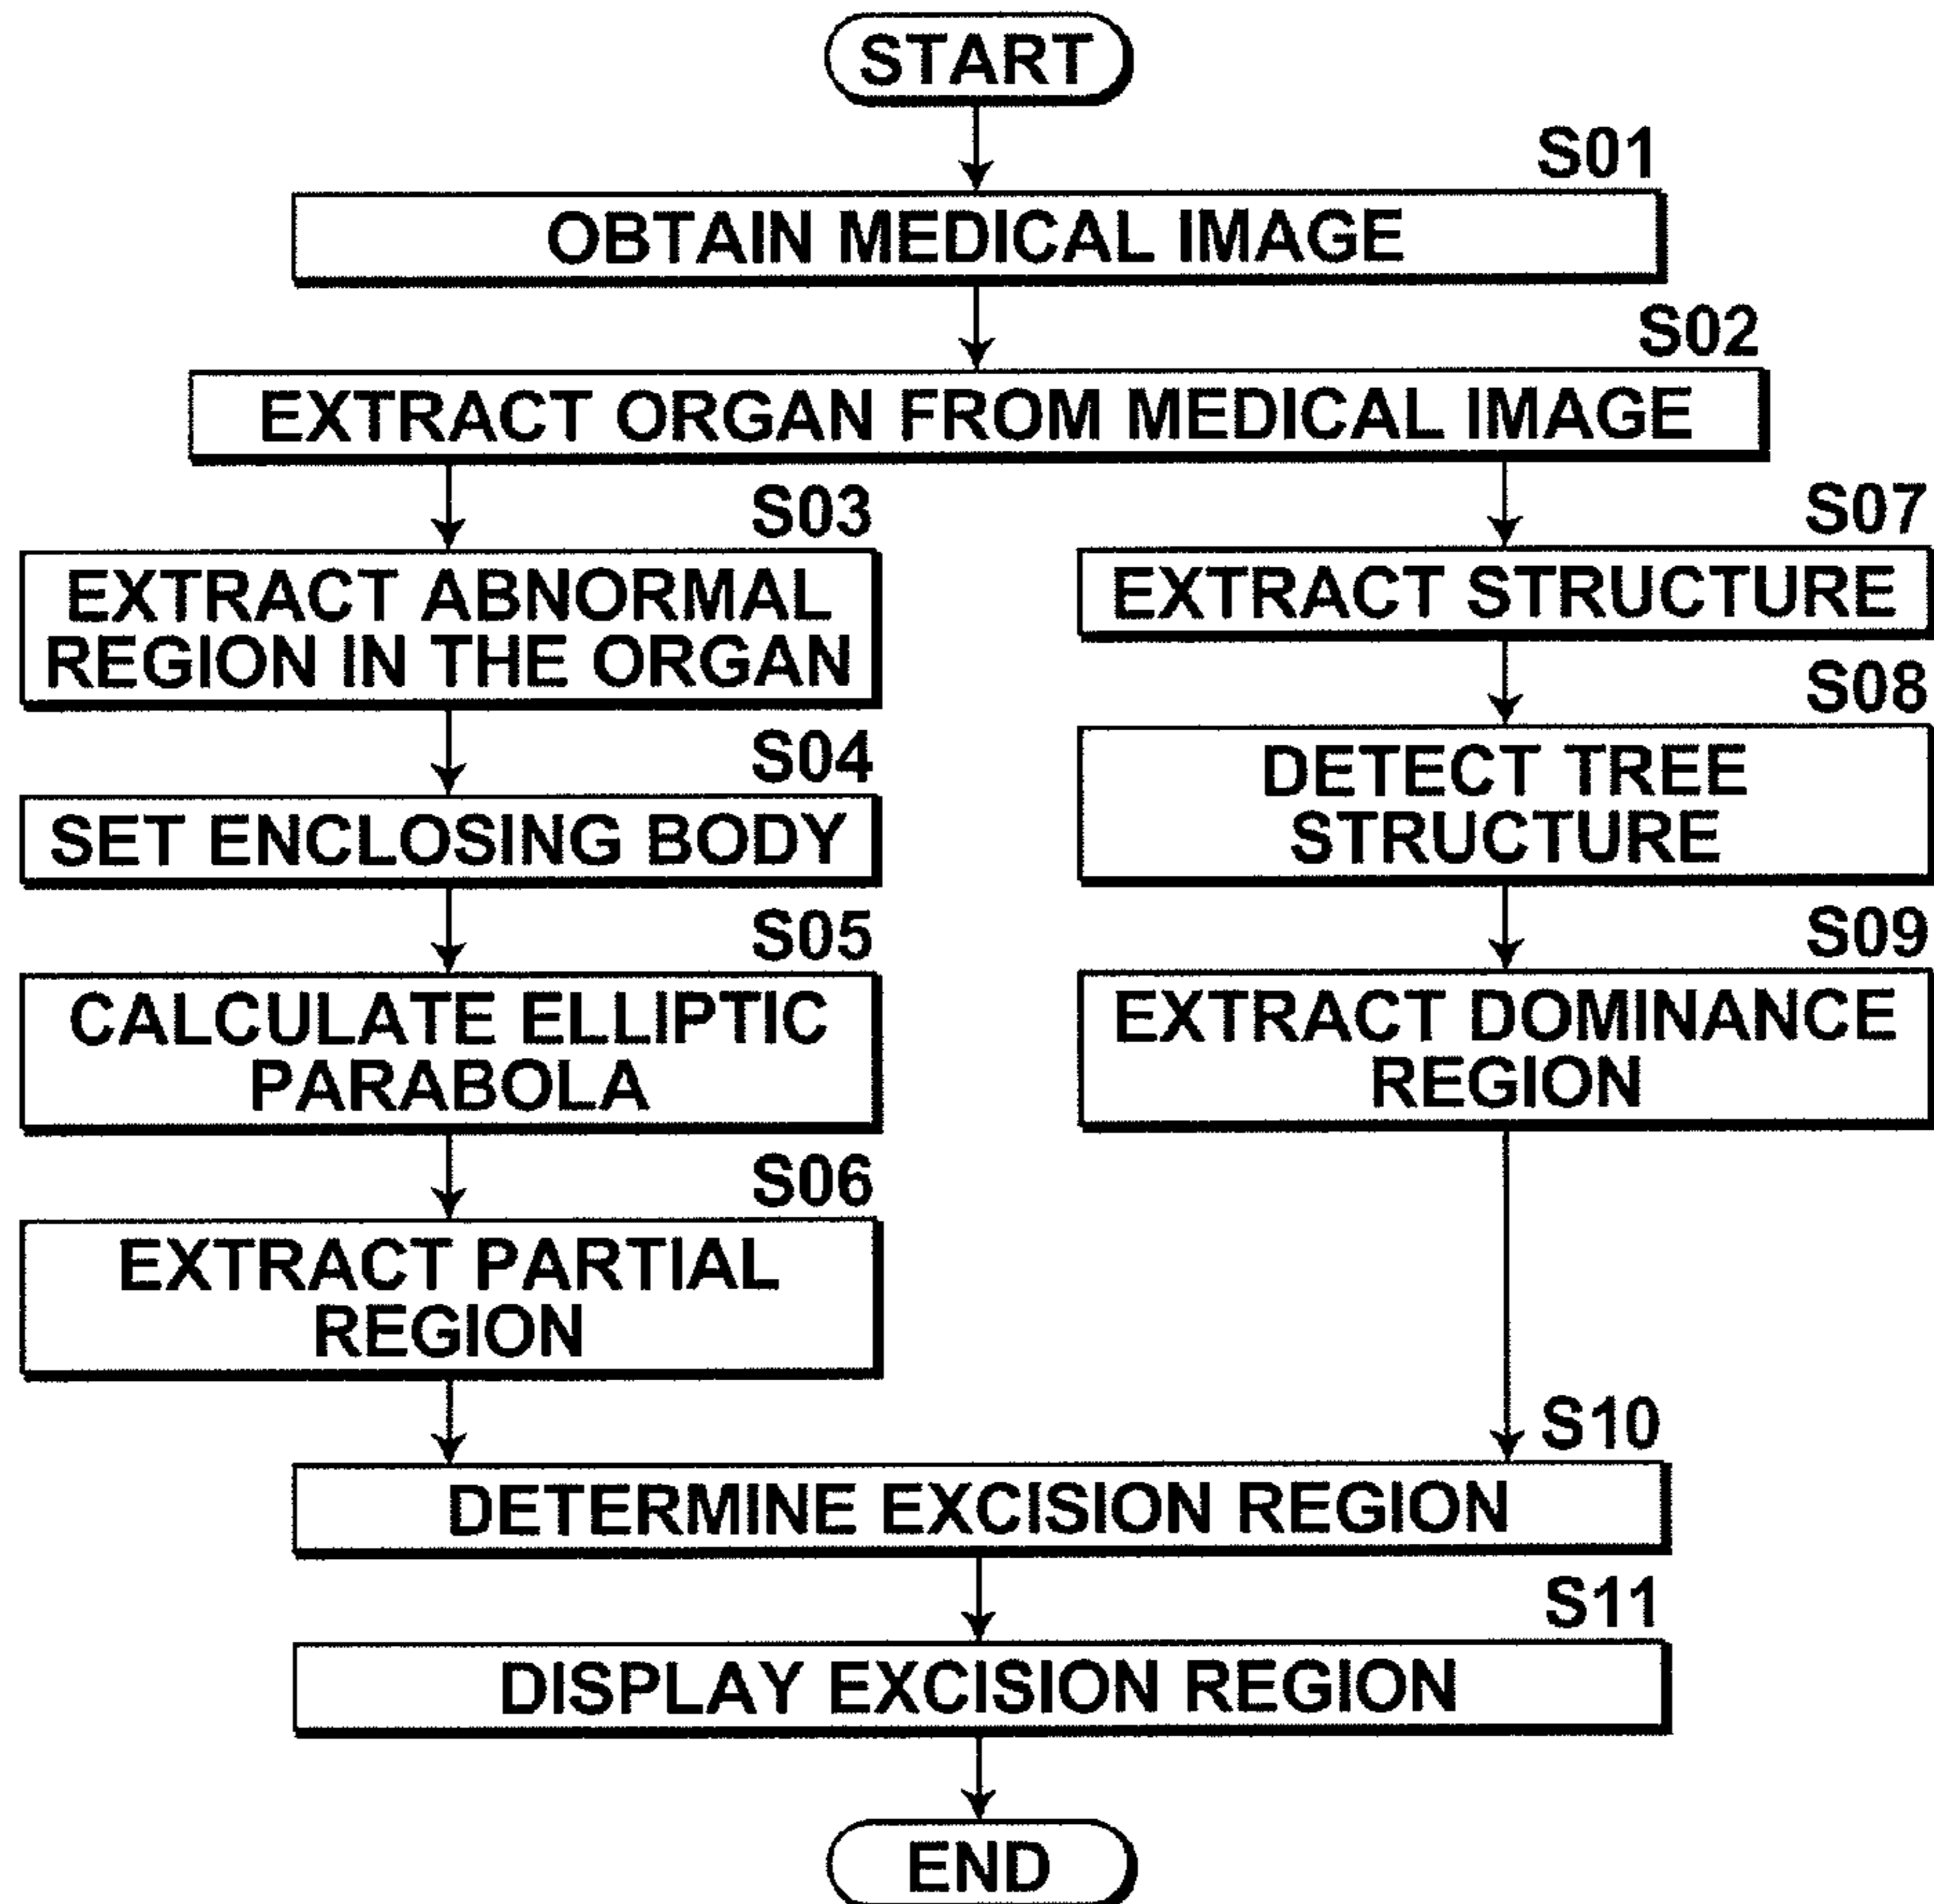 START
S01
OBTAIN MEDICAL IMAGE
S02
EXTRACT ORGAN FROM MEDICAL IMAGE
S03
EXTRACT ABNORMAL
REGION IN THE ORGAN
S04
SET ENCLOSING BODY
S05
CALCULATE ELLIPTIC
PARABOLA
S06
EXTRACT PARTIAL
REGION
S07
EXTRACT STRUCTURE
S08
DETECT TREE
STRUCTURE
S09
EXTRACT DOMINANCE
REGION
S10
DETERMINE EXCISION REGION
S11
DISPLAY EXCISION REGION
END